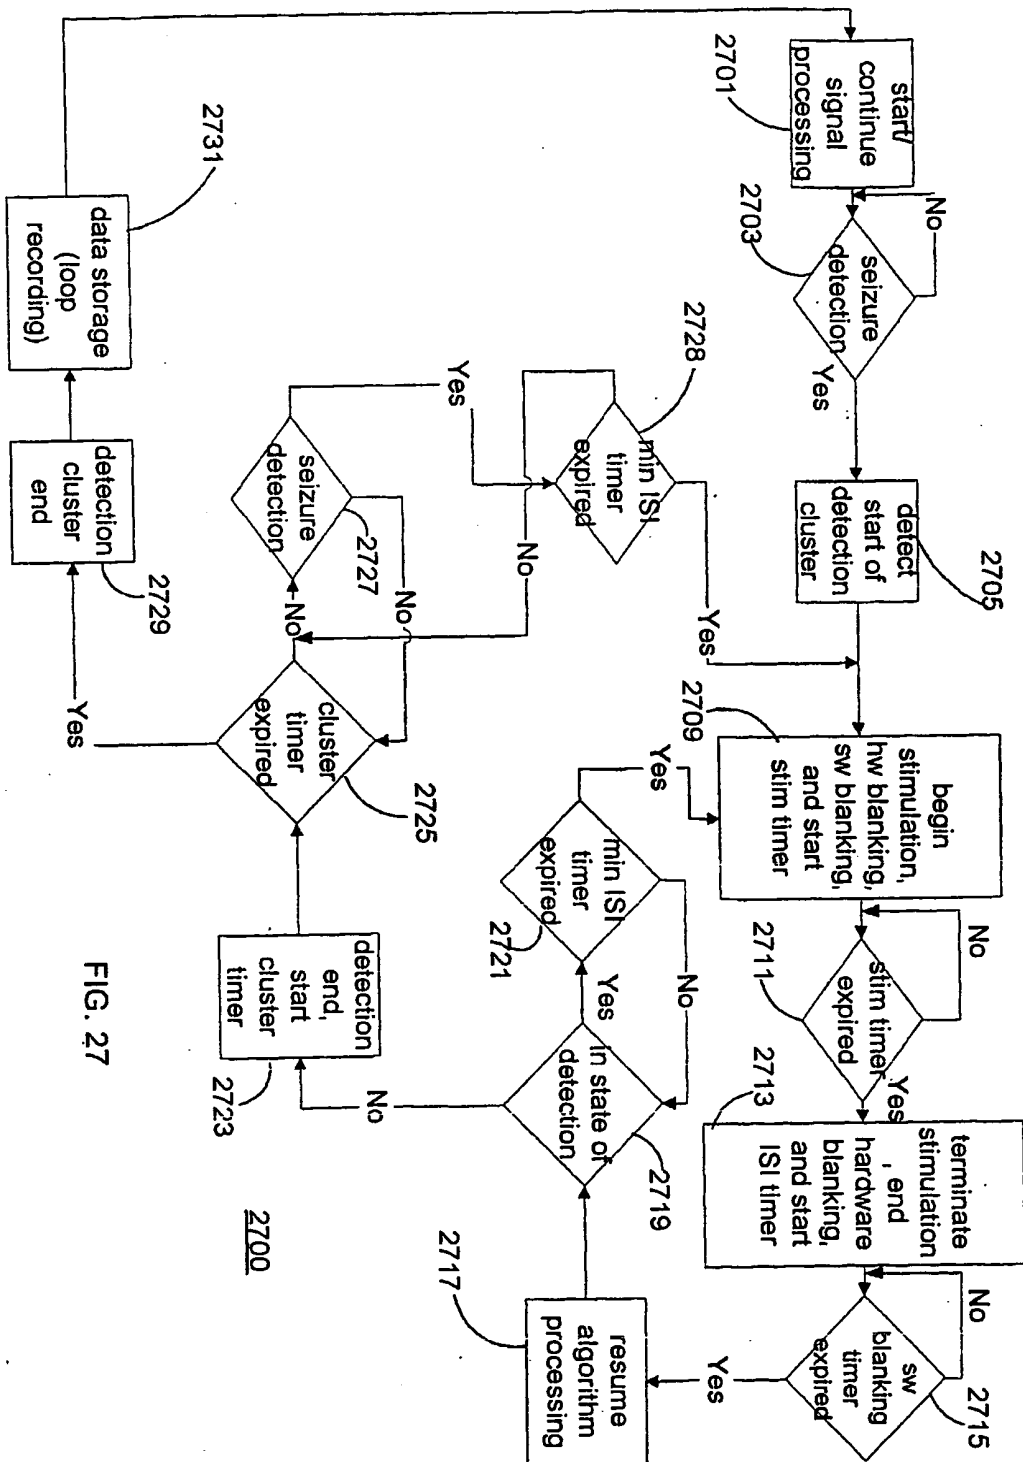 start/
continue
signal
processing
2701
No
seizure
detection
2703
Yes
detect
start of
detection
cluster
2705
begin
stimulation,
hw blanking,
sw blanking,
and start
stim timer
2709
No
stim timer
expired
2711
Yes
terminate
stimulation
, end
hardware
blanking,
and start
ISI timer
2713
No
sw
blanking
timer
expired
2715
Yes
resume
algorithm
processing
2717
in state of
detection
2719
Yes
No
min ISI
timer
expired
2721
Yes
No
detection
end,
start
cluster
timer
2723
cluster
timer
expired
2725
No
Yes
seizure
detection
2727
No
Yes
min ISI
timer
expired
2728
Yes
No
detection
cluster
end
2729
data storage
(loop
recording)
2731
2700
FIG. 27